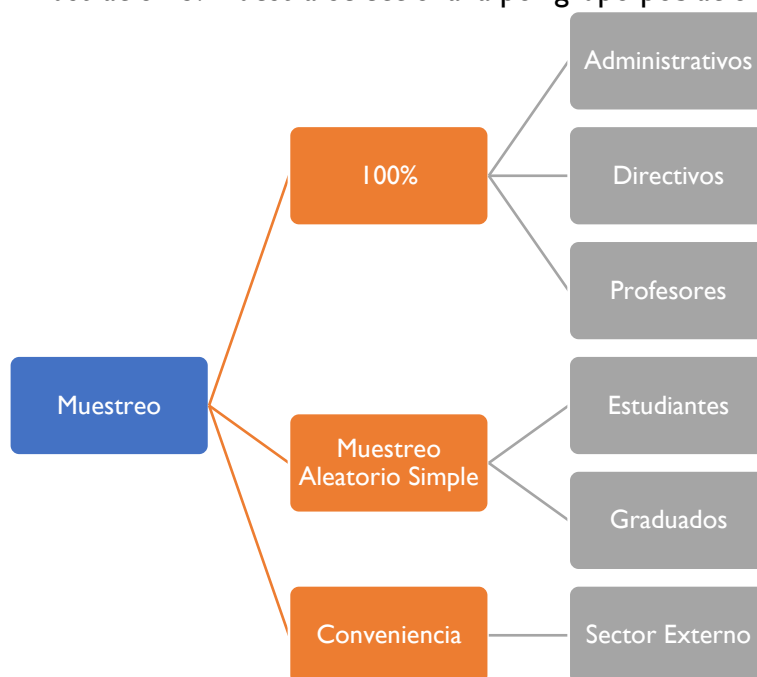 100%
Administrativos
Directivos
Profesores
Muestreo
Muestreo
Aleatorio Simple
Estudiantes
Graduados
Conveniencia
Sector Externo